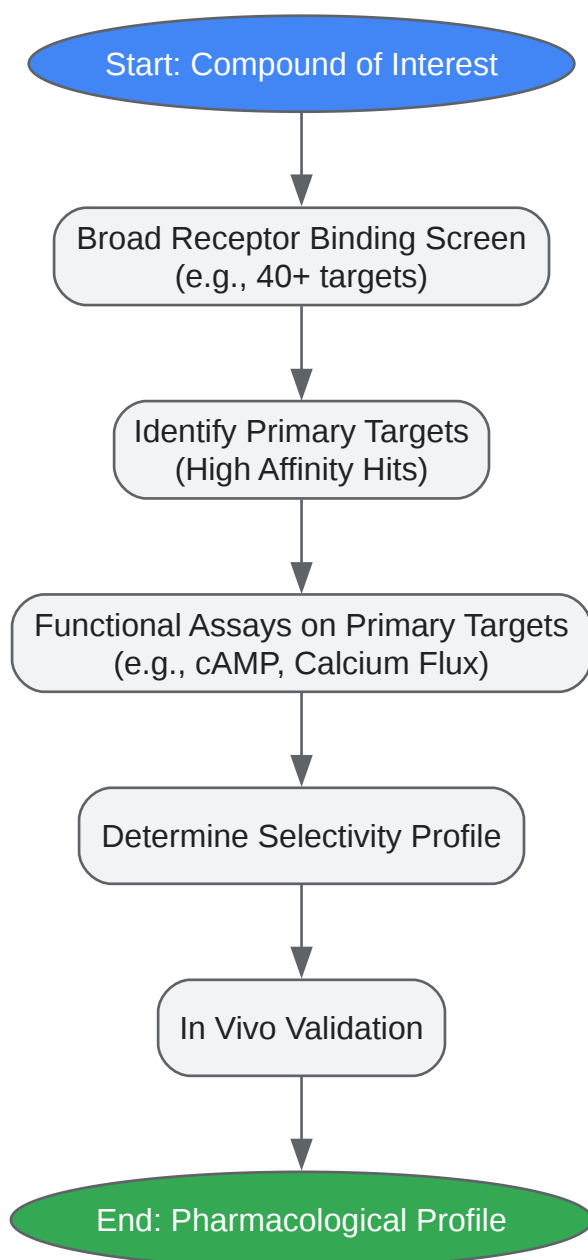 Start: Compound of Interest
Broad Receptor Binding Screen
(e.g., 40+ targets)
Identify Primary Targets
(High Affinity Hits)
Functional Assays on Primary Targets
(e.g., cAMP, Calcium Flux)
Determine Selectivity Profile
In Vivo Validation
End: Pharmacological Profile